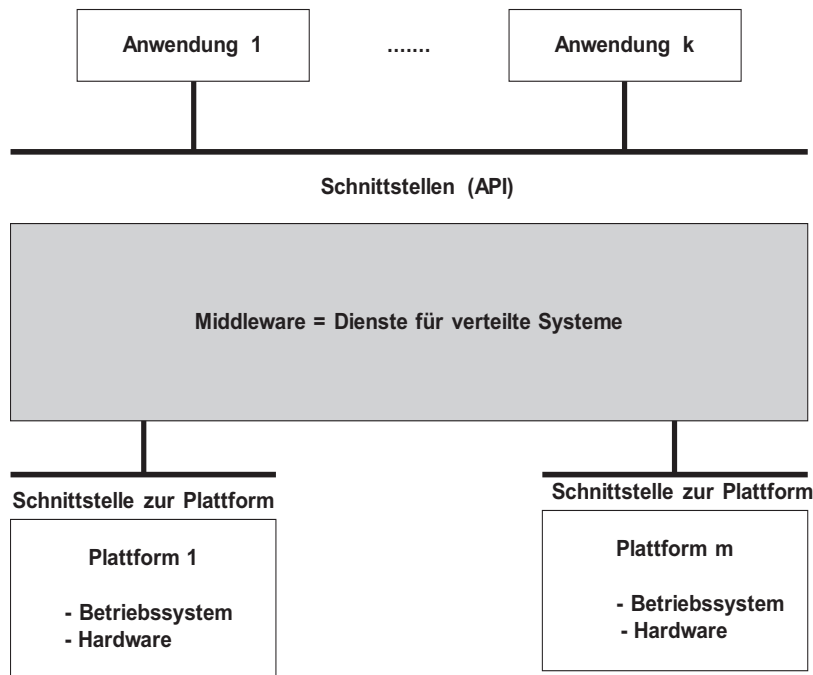 Anwendung 1
.......
Anwendung k
Schnittstellen (API)
Middleware = Dienste für verteilte Systeme
Schnittstelle zur Plattform
Schnittstelle zur Plattform
Plattform 1
- Betriebssystem
- Hardware
Plattform m
- Betriebssystem
- Hardware